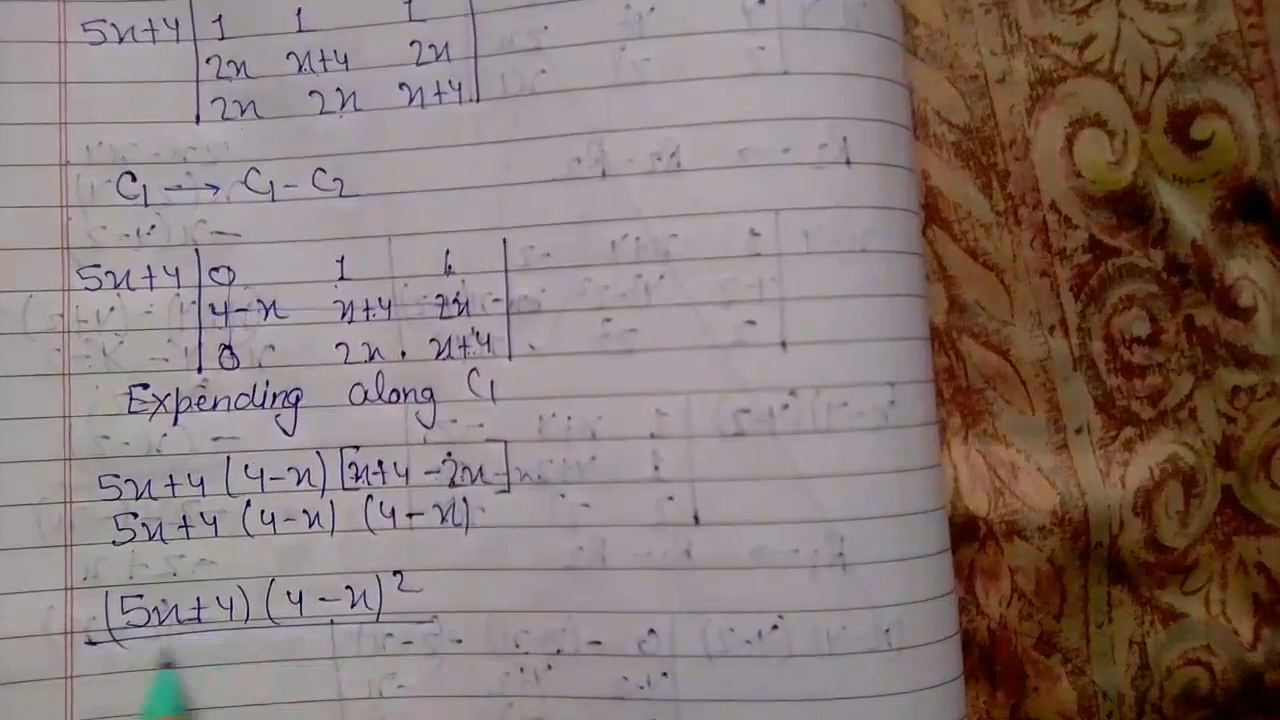 5x+4 | 1 1 1 |
| 2x x+4 2x |
| 2x 2x x+4 |
C1 → C1 - C2
5x+4 | 0 1 1 |
| 4-x x+4 2x |
| 0 2x x+4 |
Expending along C1
5x+4 (4-x) [x+4-2x]
5x+4 (4-x) (4-x)
(5x+4) (4-x)²